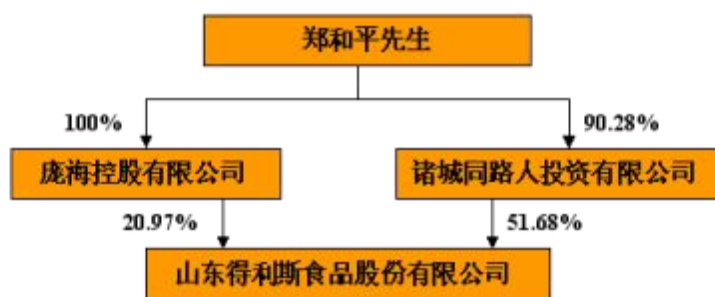 郑和平先生
100%
90.28%
庞海控股有限公司
诸城同路人投资有限公司
20.97%
51.68%
山东得利斯食品股份有限公司